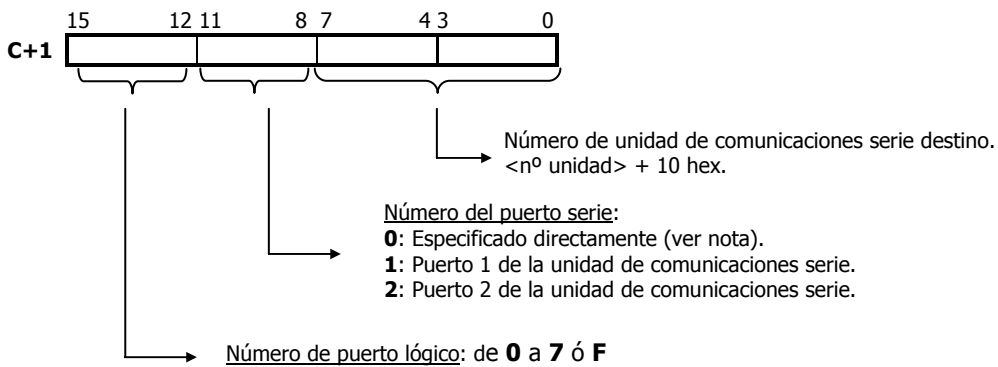 15 12 11 8 7 4 3 0
C+1
Número de unidad de comunicaciones serie destino.
<nº unidad> + 10 hex.
Número del puerto serie:
0: Especificado directamente (ver nota).
1: Puerto 1 de la unidad de comunicaciones serie.
2: Puerto 2 de la unidad de comunicaciones serie.
Número de puerto lógico: de 0 a 7 ó F